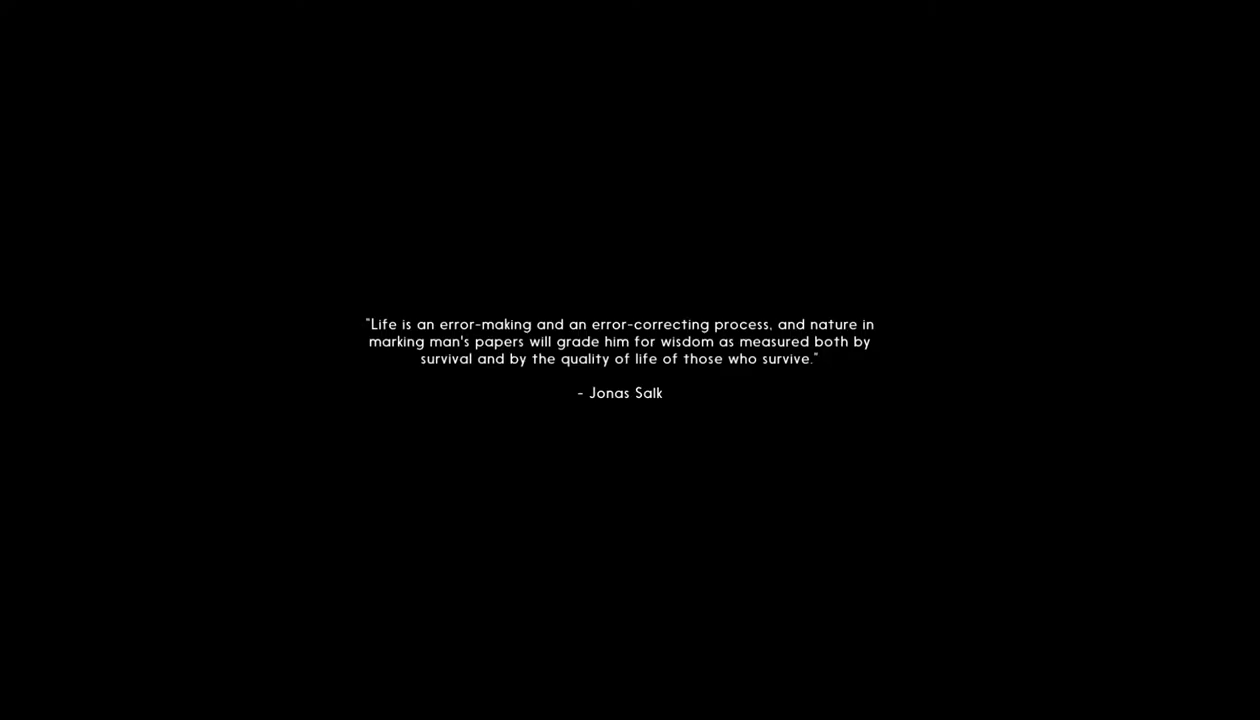 "Life is an error-making and an error-correcting process, and nature in
marking man's papers will grade him for wisdom as measured both by
survival and by the quality of life of those who survive."
- Jonas Salk